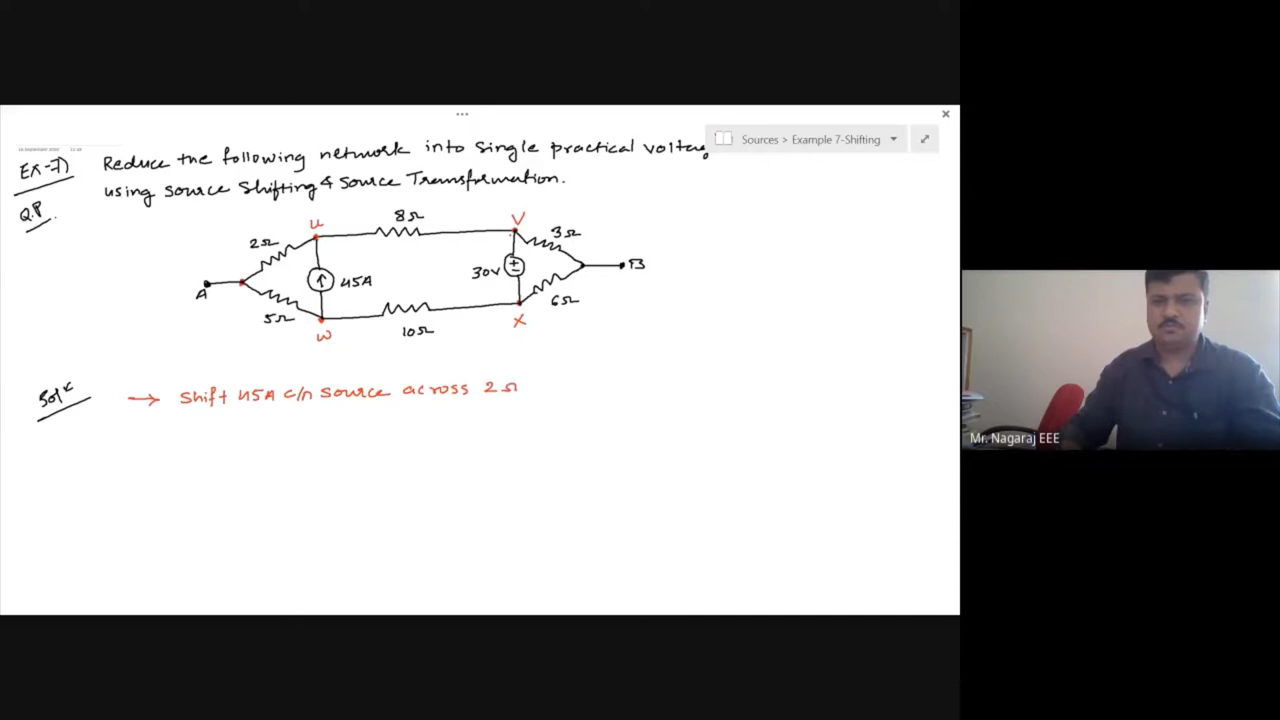 Sources > Example 7-Shifting
Ex-7) Reduce the following network into single practical voltag
using source shifting & source Transformation.
Q.P.
U
8Ω
V
2Ω
3Ω
A
45A
30V
B
5Ω
10Ω
6Ω
W
X
Solⁿ → Shift 45A c/n source across 2Ω
Mr. Nagaraj EEE